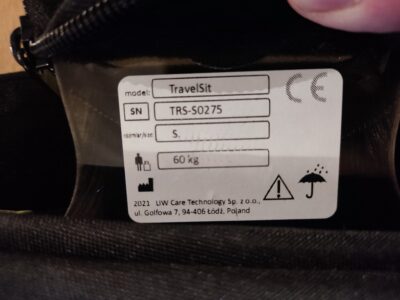 model: TravelSit
SN TRS-S0275
rozmiar/size: S.
60 kg
CE
2021 LIW Care Technology Sp. z o.o.,
ul. Golfowa 7, 94-406 Łódź, Poland